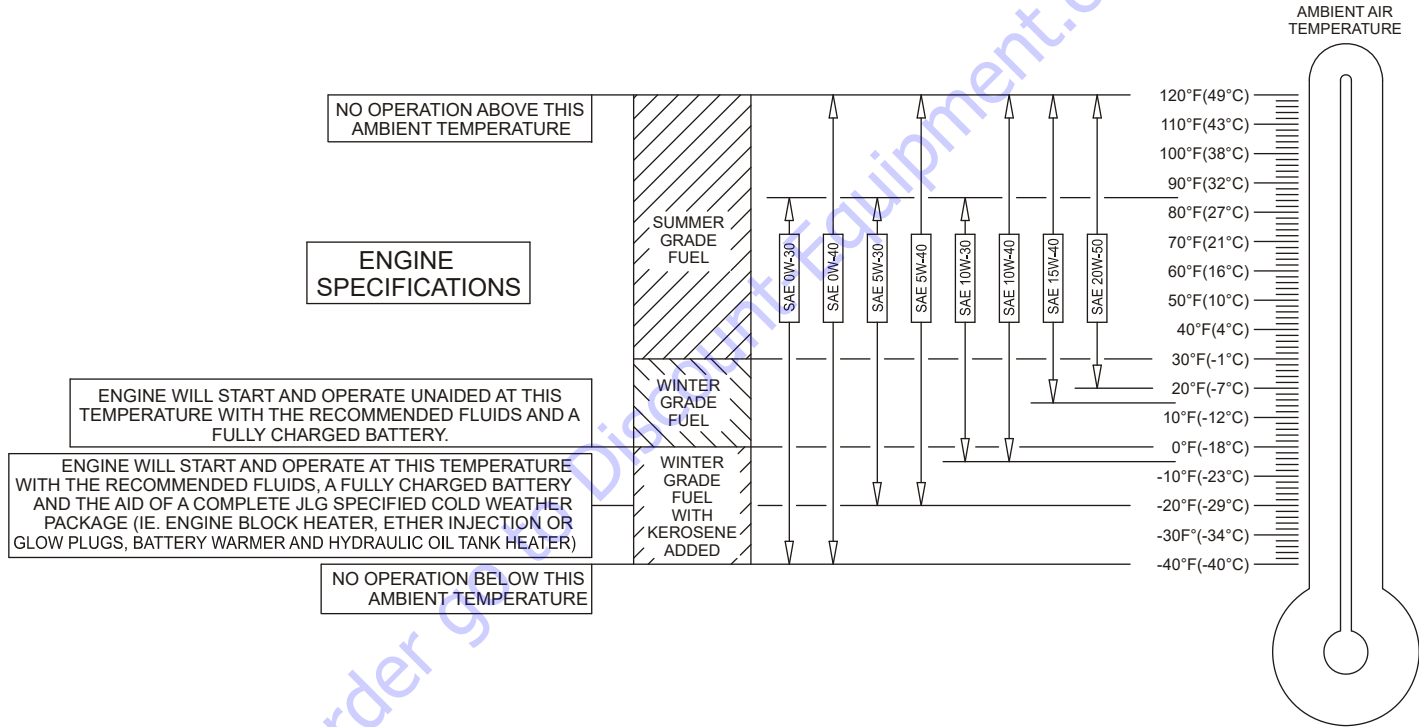 AMBIENT AIR
TEMPERATURE
NO OPERATION ABOVE THIS
AMBIENT TEMPERATURE
120°F(49°C)
110°F(43°C)
100°F(38°C)
90°F(32°C)
80°F(27°C)
70°F(21°C)
60°F(16°C)
50°F(10°C)
40°F(4°C)
30°F(-1°C)
20°F(-7°C)
10°F(-12°C)
0°F(-18°C)
-10°F(-23°C)
-20°F(-29°C)
-30F°(-34°C)
-40°F(-40°C)
SUMMER
GRADE
FUEL
SAE 0W-30
SAE 0W-40
SAE 5W-30
SAE 5W-40
SAE 10W-30
SAE 10W-40
SAE 15W-40
SAE 20W-50
ENGINE
SPECIFICATIONS
WINTER
GRADE
FUEL
ENGINE WILL START AND OPERATE UNAIDED AT THIS
TEMPERATURE WITH THE RECOMMENDED FLUIDS AND A
FULLY CHARGED BATTERY.
ENGINE WILL START AND OPERATE AT THIS TEMPERATURE
WITH THE RECOMMENDED FLUIDS, A FULLY CHARGED BATTERY
AND THE AID OF A COMPLETE JLG SPECIFIED COLD WEATHER
PACKAGE (IE. ENGINE BLOCK HEATER, ETHER INJECTION OR
GLOW PLUGS, BATTERY WARMER AND HYDRAULIC OIL TANK HEATER)
WINTER
GRADE
FUEL
WITH
KEROSENE
ADDED
NO OPERATION BELOW THIS
AMBIENT TEMPERATURE
order go to Discount-Equipment.c